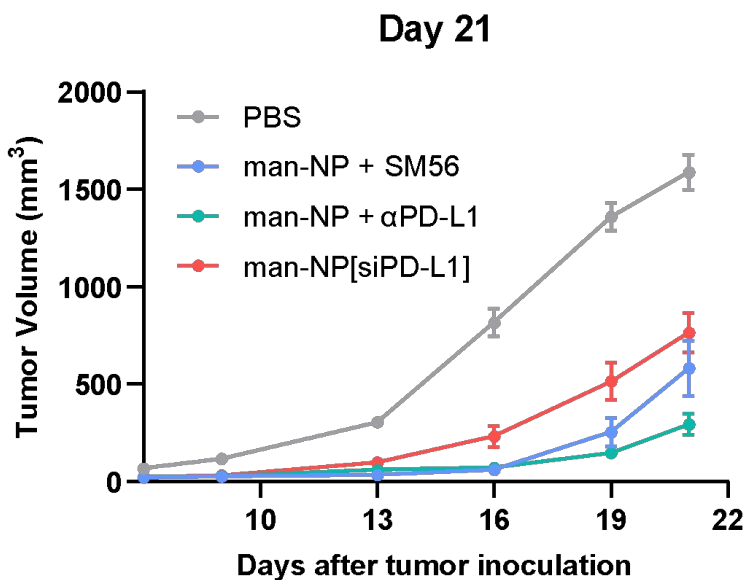 Day 21
Tumor Volume (mm³)
2000
1500
1000
500
0
PBS
man-NP + SM56
man-NP + αPD-L1
man-NP[siPD-L1]
10 13 16 19 22
Days after tumor inoculation